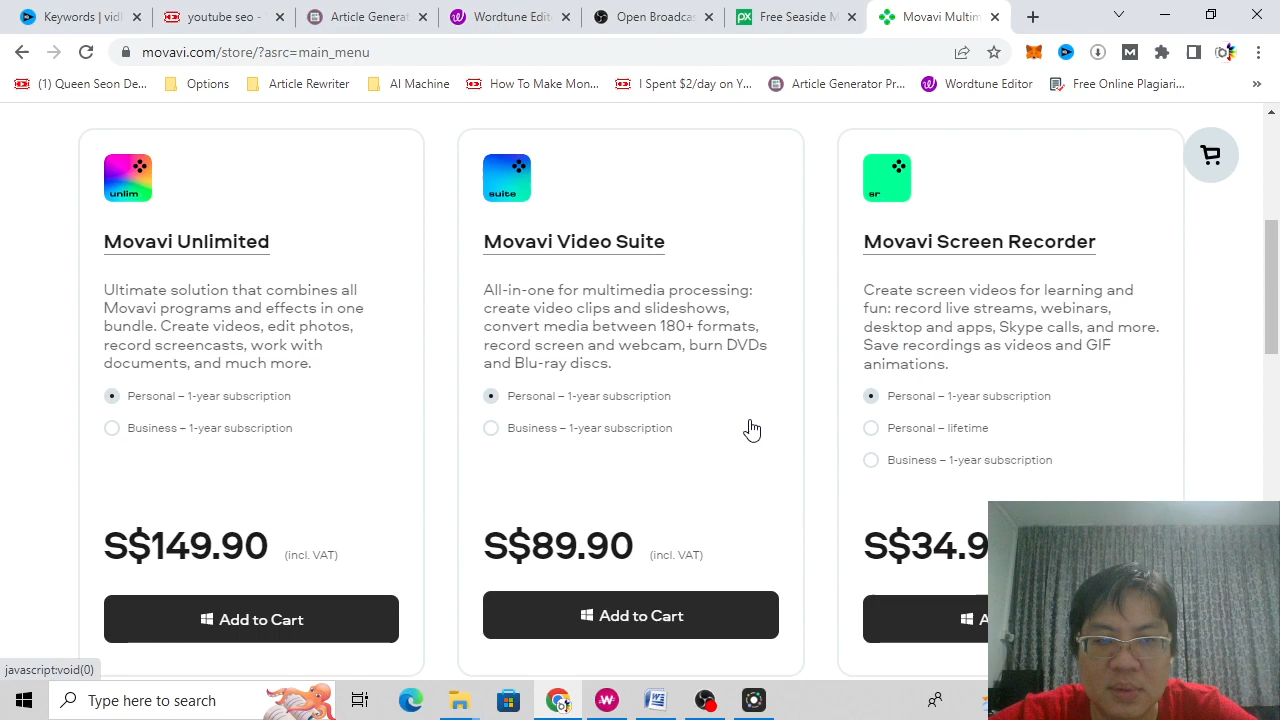 Keywords | vidI
youtube seo -
Article Generat
Wordtune Edit
Open Broadcas
Free Seaside M
Movavi Multim
movavi.com/store/?asrc=main_menu
(1) Queen Seon De...
Options
Article Rewriter
AI Machine
How To Make Mon...
I Spent $2/day on Y...
Article Generator Pr...
Wordtune Editor
Free Online Plagiari...
»
unlim
suite
sr
Movavi Unlimited
Ultimate solution that combines all
Movavi programs and effects in one
bundle. Create videos, edit photos,
record screencasts, work with
documents, and much more.
Personal – 1-year subscription
Business – 1-year subscription
S$149.90 (incl. VAT)
Add to Cart
Movavi Video Suite
All-in-one for multimedia processing:
create video clips and slideshows,
convert media between 180+ formats,
record screen and webcam, burn DVDs
and Blu-ray discs.
Personal – 1-year subscription
Business – 1-year subscription
S$89.90 (incl. VAT)
Add to Cart
Movavi Screen Recorder
Create screen videos for learning and
fun: record live streams, webinars,
desktop and apps, Skype calls, and more.
Save recordings as videos and GIF
animations.
Personal – 1-year subscription
Personal – lifetime
Business – 1-year subscription
S$34.9
A
javascript:void(0)
Type here to search